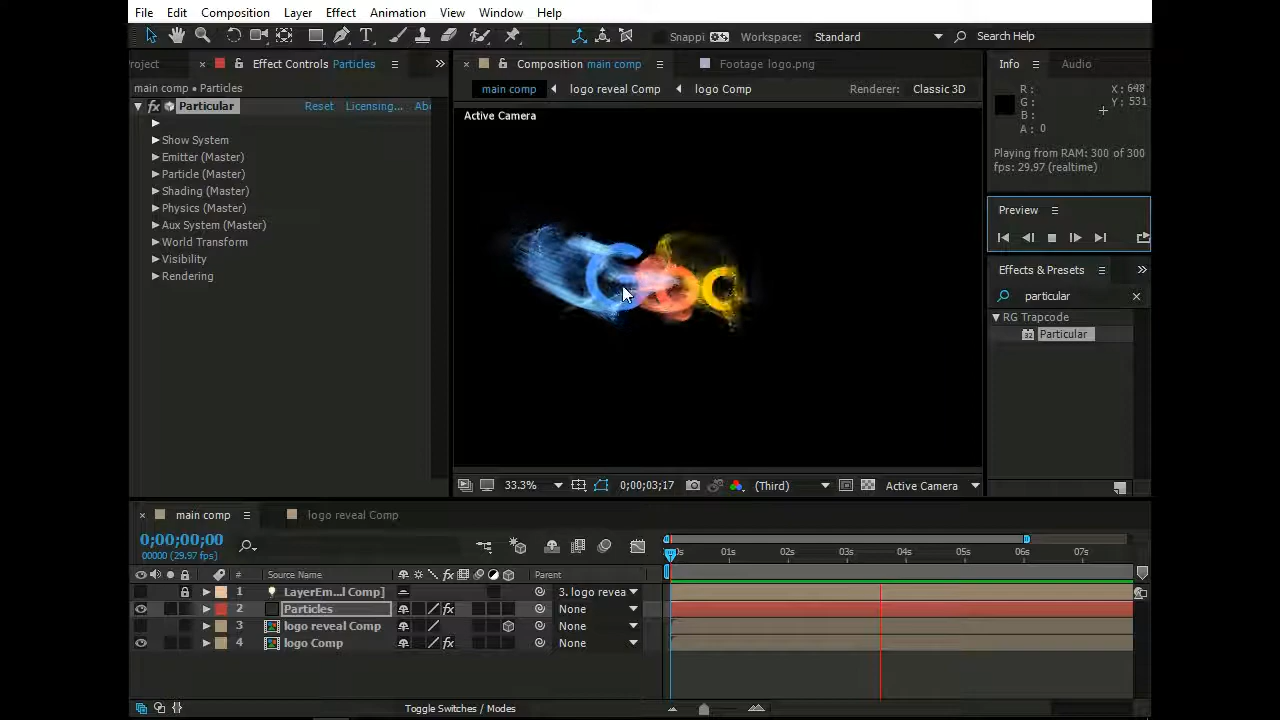 File Edit Composition Layer Effect Animation View Window Help
Snappi Workspace: Standard Search Help
roject Effect Controls Particles
main comp • Particles
fx Particular Reset Licensing... Abo
Show System
Emitter (Master)
Particle (Master)
Shading (Master)
Physics (Master)
Aux System (Master)
World Transform
Visibility
Rendering
Composition main comp Footage logo.png
main comp logo reveal Comp logo Comp Renderer: Classic 3D
Active Camera
Goo
33.3% 0;00;03;17 (Third) Active Camera
Info Audio
R : X : 648
G : Y : 531
B :
A : 0
Playing from RAM: 300 of 300
fps: 29.97 (realtime)
Preview
Effects & Presets
particular
RG Trapcode
32 Particular
main comp logo reveal Comp
0;00;00;00
00000 (29.97 fps)
0s 01s 02s 03s 04s 05s 06s 07s
# Source Name fx Parent
1 LayerEm...l Comp] 3. logo revea
2 Particles fx None
3 logo reveal Comp None
4 logo Comp fx None
Toggle Switches / Modes